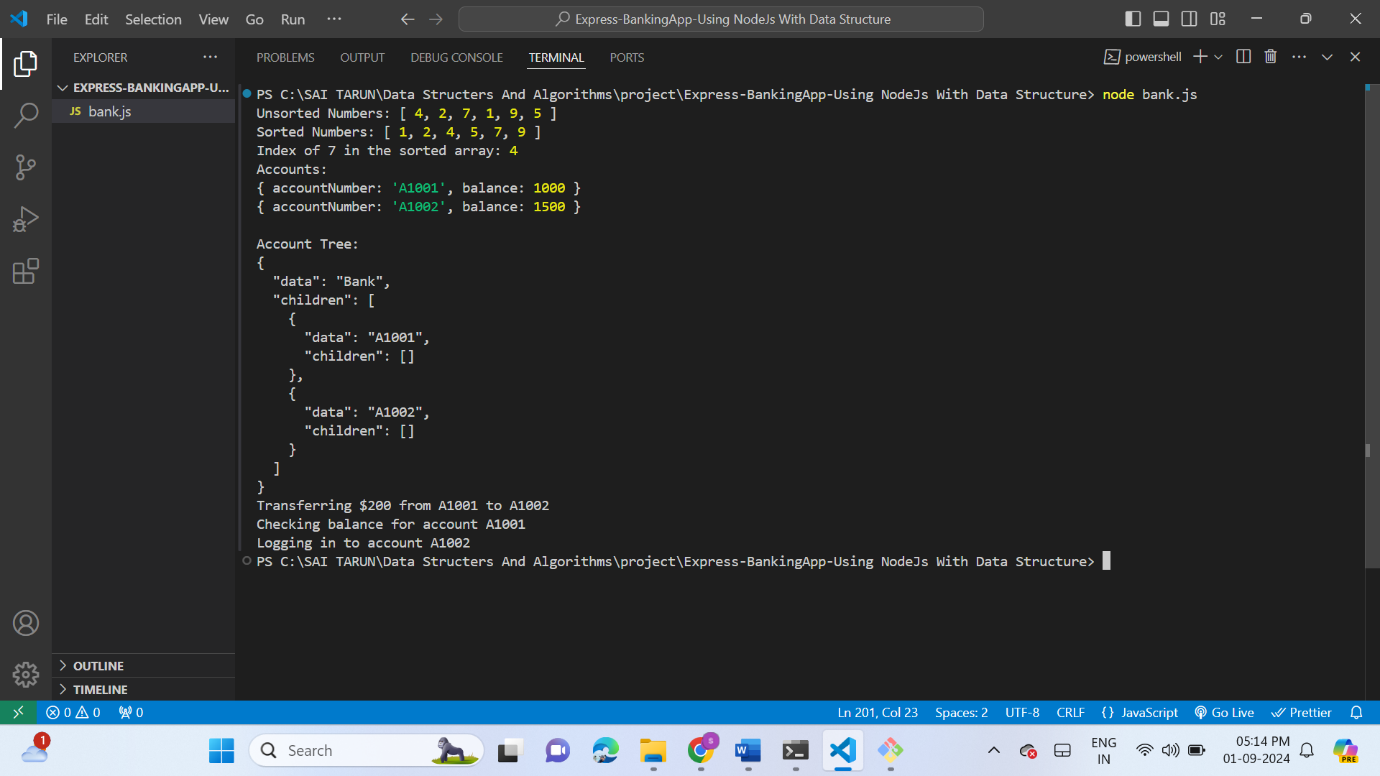 File Edit Selection View Go Run ···
Express-BankingApp-Using NodeJs With Data Structure
EXPLORER ···
EXPRESS-BANKINGAPP-U...
JS bank.js
OUTLINE
TIMELINE
PROBLEMS OUTPUT DEBUG CONSOLE TERMINAL PORTS
powershell
PS C:\SAI TARUN\Data Structers And Algorithms\project\Express-BankingApp-Using NodeJs With Data Structure> node bank.js
Unsorted Numbers: [ 4, 2, 7, 1, 9, 5 ]
Sorted Numbers: [ 1, 2, 4, 5, 7, 9 ]
Index of 7 in the sorted array: 4
Accounts:
{ accountNumber: 'A1001', balance: 1000 }
{ accountNumber: 'A1002', balance: 1500 }
Account Tree:
{
  "data": "Bank",
  "children": [
    {
      "data": "A1001",
      "children": []
    },
    {
      "data": "A1002",
      "children": []
    }
  ]
}
Transferring $200 from A1001 to A1002
Checking balance for account A1001
Logging in to account A1002
PS C:\SAI TARUN\Data Structers And Algorithms\project\Express-BankingApp-Using NodeJs With Data Structure>
0 0 0 Ln 201, Col 23 Spaces: 2 UTF-8 CRLF {} JavaScript Go Live Prettier
1 Search S W PRE
ENG
IN
05:14 PM
01-09-2024